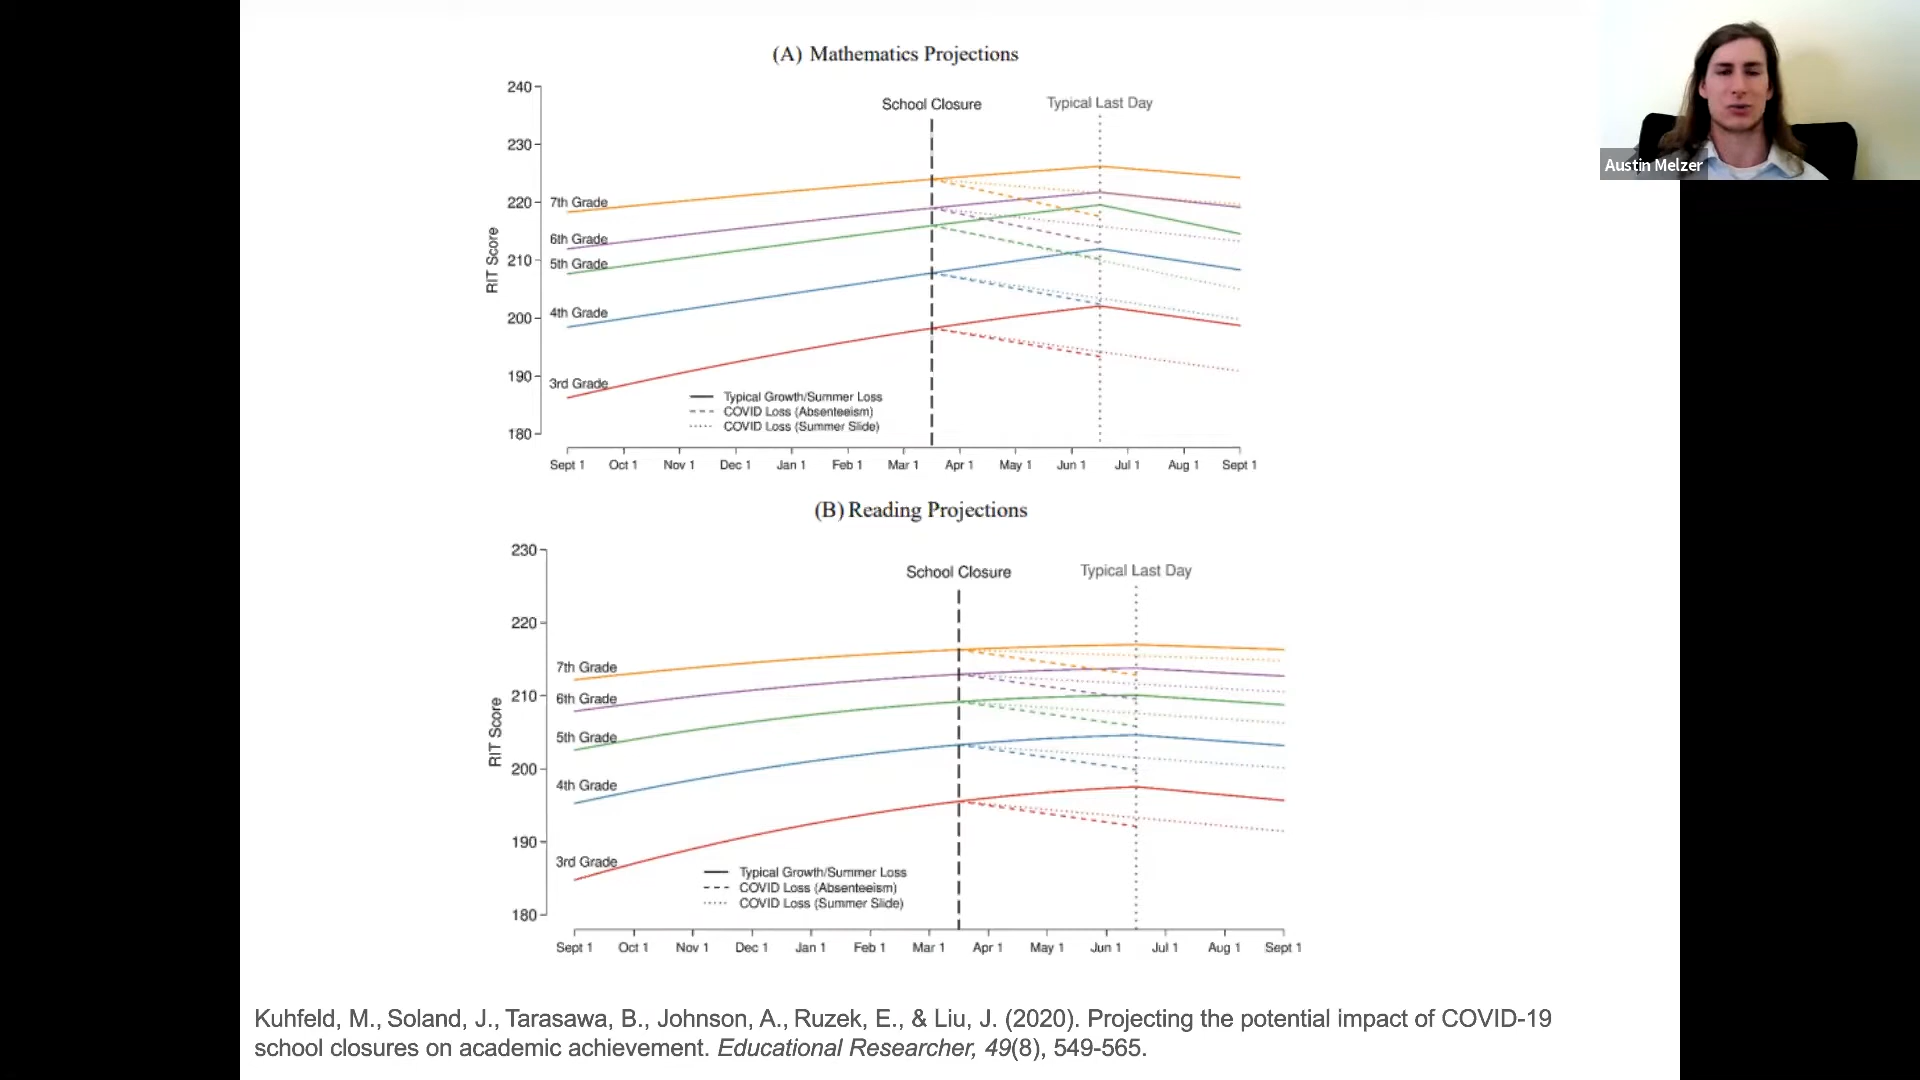 (A) Mathematics Projections
240
School Closure
Typical Last Day
230
7th Grade
220
6th Grade
5th Grade
210
RIT Score
4th Grade
200
190
3rd Grade
Typical Growth/Summer Loss
COVID Loss (Absenteeism)
COVID Loss (Summer Slide)
180
Sept 1 Oct 1 Nov 1 Dec 1 Jan 1 Feb 1 Mar 1 Apr 1 May 1 Jun 1 Jul 1 Aug 1 Sept 1
(B) Reading Projections
230
School Closure
Typical Last Day
220
7th Grade
210
6th Grade
RIT Score
5th Grade
200
4th Grade
190
3rd Grade
Typical Growth/Summer Loss
COVID Loss (Absenteeism)
COVID Loss (Summer Slide)
180
Sept 1 Oct 1 Nov 1 Dec 1 Jan 1 Feb 1 Mar 1 Apr 1 May 1 Jun 1 Jul 1 Aug 1 Sept 1
Kuhfeld, M., Soland, J., Tarasawa, B., Johnson, A., Ruzek, E., & Liu, J. (2020). Projecting the potential impact of COVID-19
school closures on academic achievement. Educational Researcher, 49(8), 549-565.
Austin Melzer